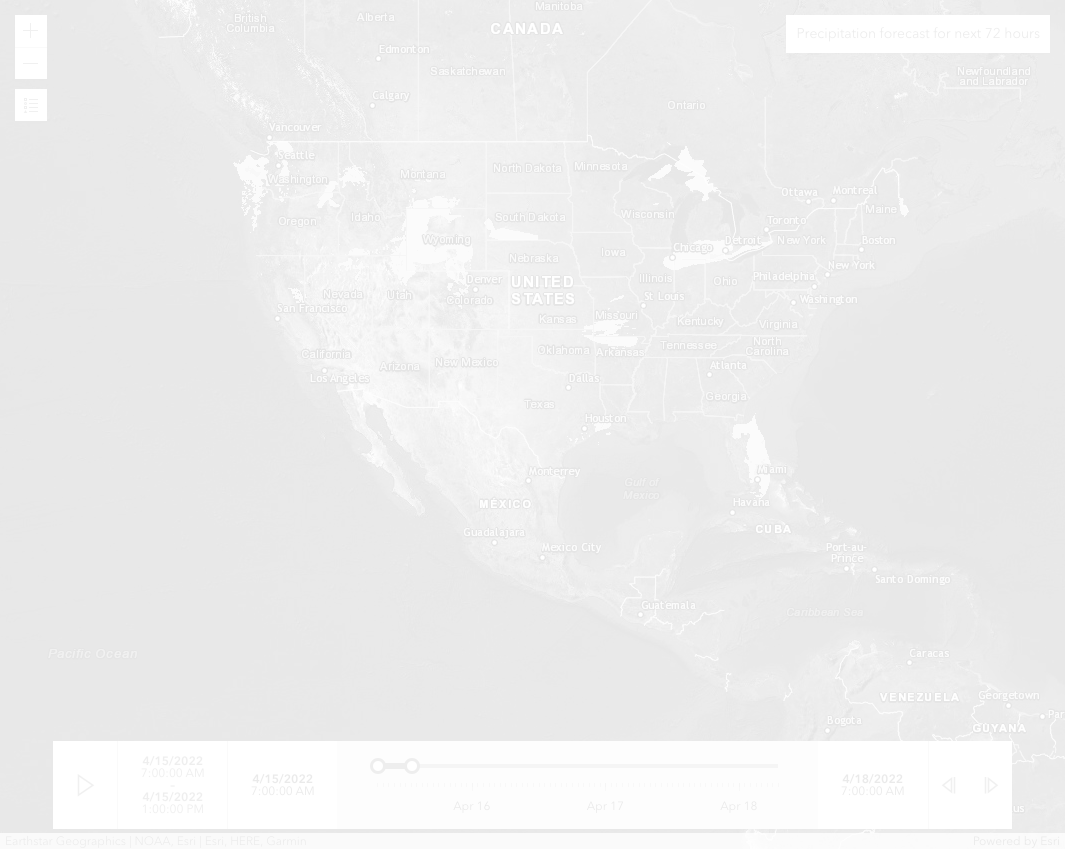 British
Columbia
Alberta
Manitoba
CANADA
Precipitation forecast for next 72 hours
Edmonton
Saskatchewan
Newfoundland
and Labrador
Calgary
Ontario
Vancouver
Seattle
Washington
Montana
North Dakota
Minnesota
Ottawa
Montreal
Maine
Oregon
Idaho
South Dakota
Wisconsin
Toronto
Wyoming
Chicago
Detroit
New York
Boston
Iowa
Nebraska
New York
Denver
UNITED
STATES
Illinois
Ohio
Philadelphia
Nevada
Utah
Colorado
St. Louis
Washington
San Francisco
Kansas
Missouri
Kentucky
Virginia
California
Oklahoma
Arkansas
Tennessee
North
Carolina
Arizona
New Mexico
Atlanta
Los Angeles
Dallas
Georgia
Texas
Houston
Monterrey
Miami
Gulf of
Mexico
MÉXICO
Havana
Guadalajara
CUBA
Mexico City
Port-au-
Prince
Santo Domingo
Guatemala
Caribbean Sea
Pacific Ocean
Caracas
VENEZUELA
Georgetown
Par
Bogota
GUYANA
4/15/2022
7:00:00 AM
-
4/15/2022
1:00:00 PM
4/15/2022
7:00:00 AM
Apr 16
Apr 17
Apr 18
4/18/2022
7:00:00 AM
us
Earthstar Geographics | NOAA, Esri | Esri, HERE, Garmin
Powered by Esri